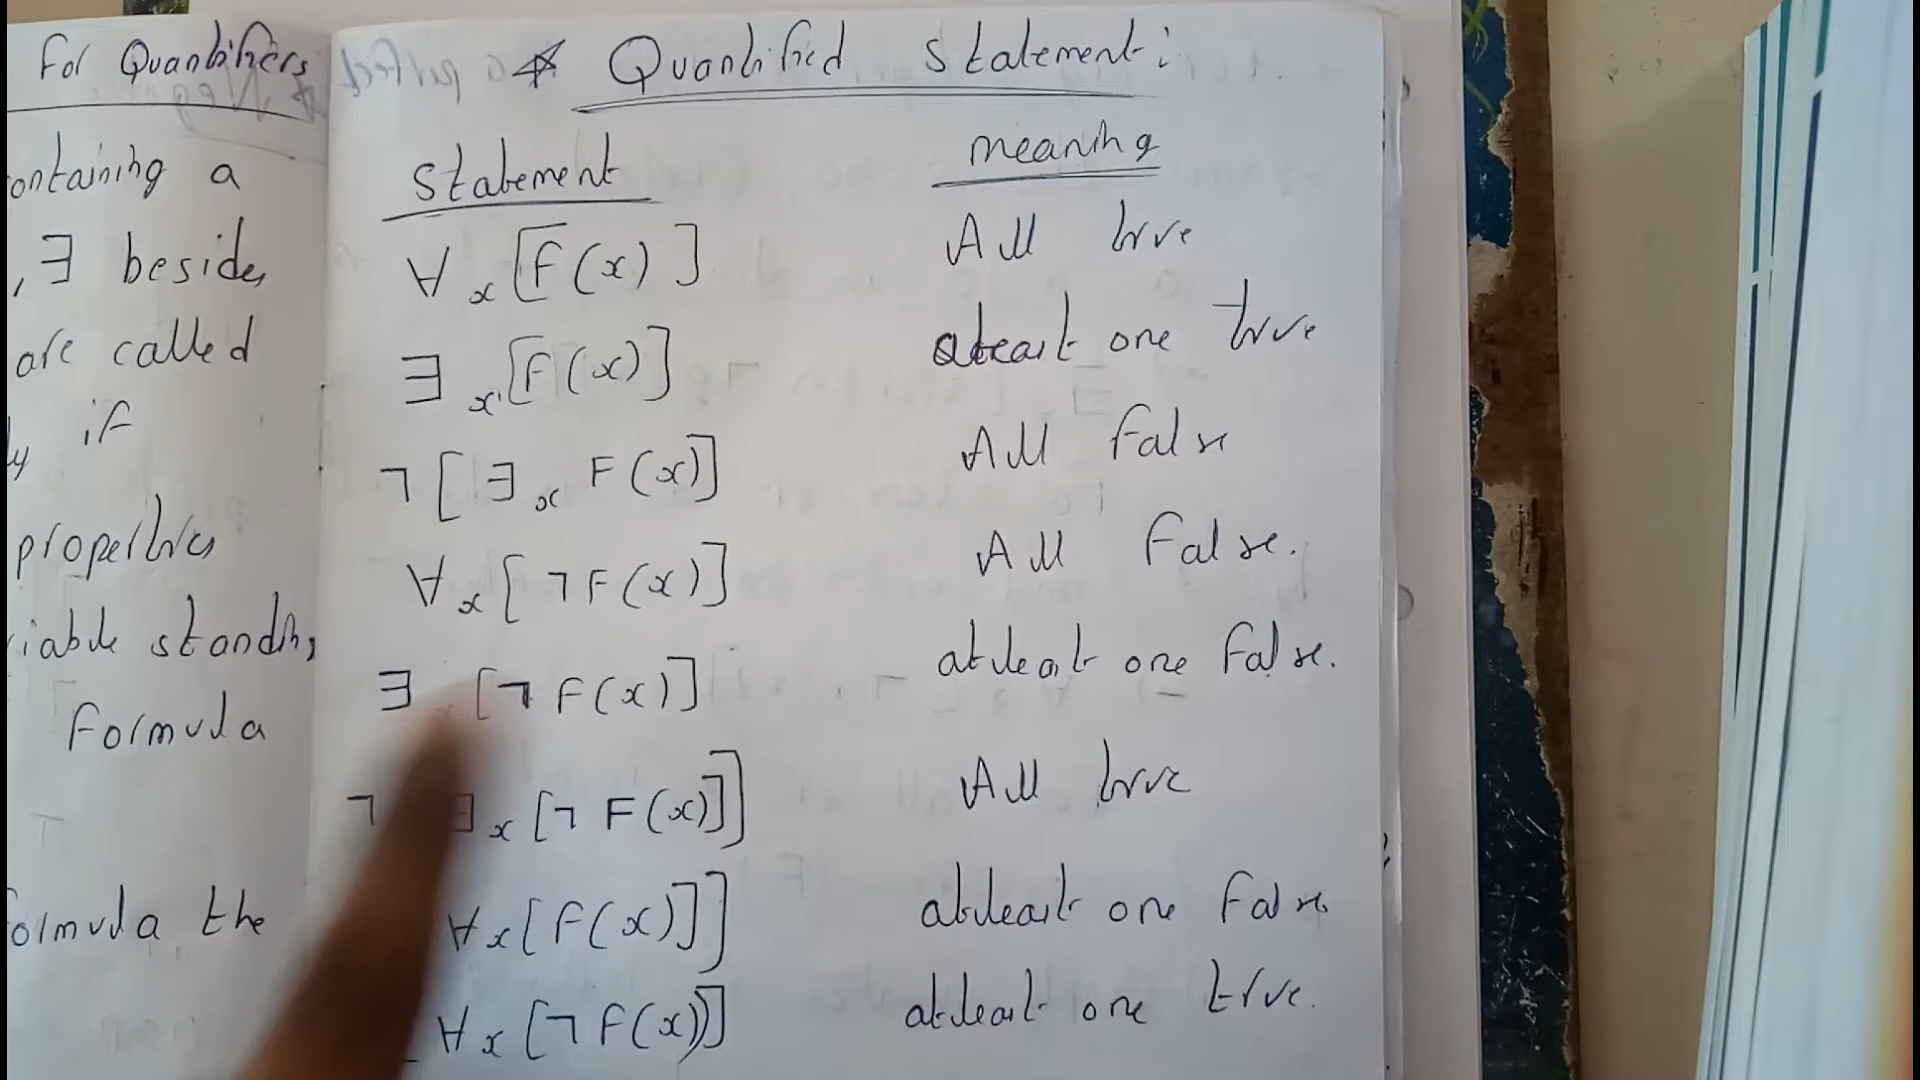 For Quantifiers
ontaining a
, ∃ beside,
are called
ly if
properties
iable standing
formula
ormula the
* Quantified statement:
statement meaning
∀x [F(x)] All true
∃x [F(x)] atleast one true
¬[∃x F(x)] All false
∀x [¬F(x)] All false.
∃ [¬F(x)] atleast one false.
¬ ∃x [¬F(x)]] All true
∀x [F(x)]] atleast one false.
[∀x [¬F(x)]] atleast one true.